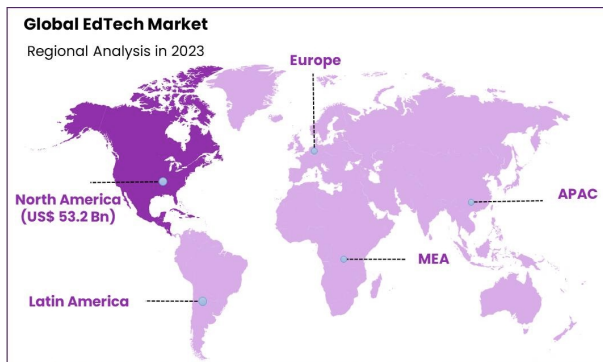 Global EdTech Market
Regional Analysis in 2023
Europe
North America
(US$ 53.2 Bn)
APAC
MEA
Latin America